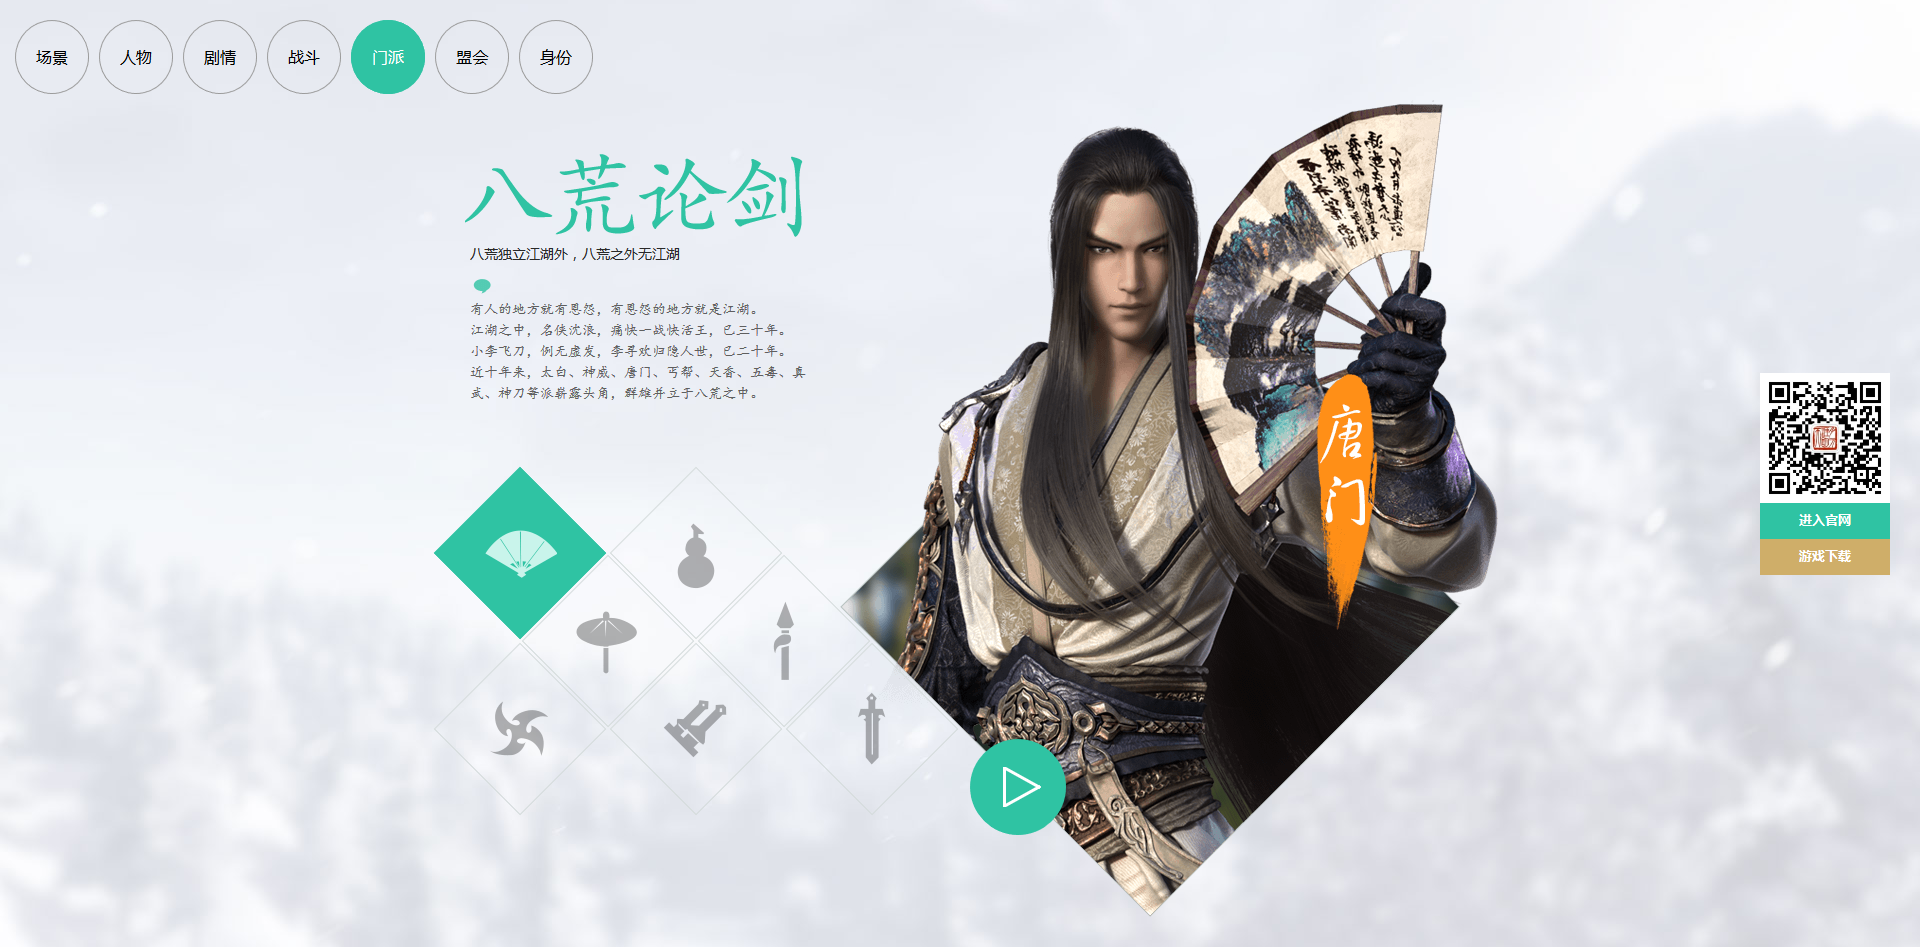 场景
人物
剧情
战斗
门派
盟会
身份
八荒论剑
八荒独立江湖外，八荒之外无江湖
有人的地方就有恩怨，有恩怨的地方就是江湖。
江湖之中，名侠沈浪，痛快一战快活王，已三十年。
小李飞刀，例无虚发，李寻欢归隐人世，已二十年。
近十年来，太白、神威、唐门、丐帮、天香、五毒、真
武、神刀等派崭露头角，群雄并立于八荒之中。
唐门
进入官网
游戏下载